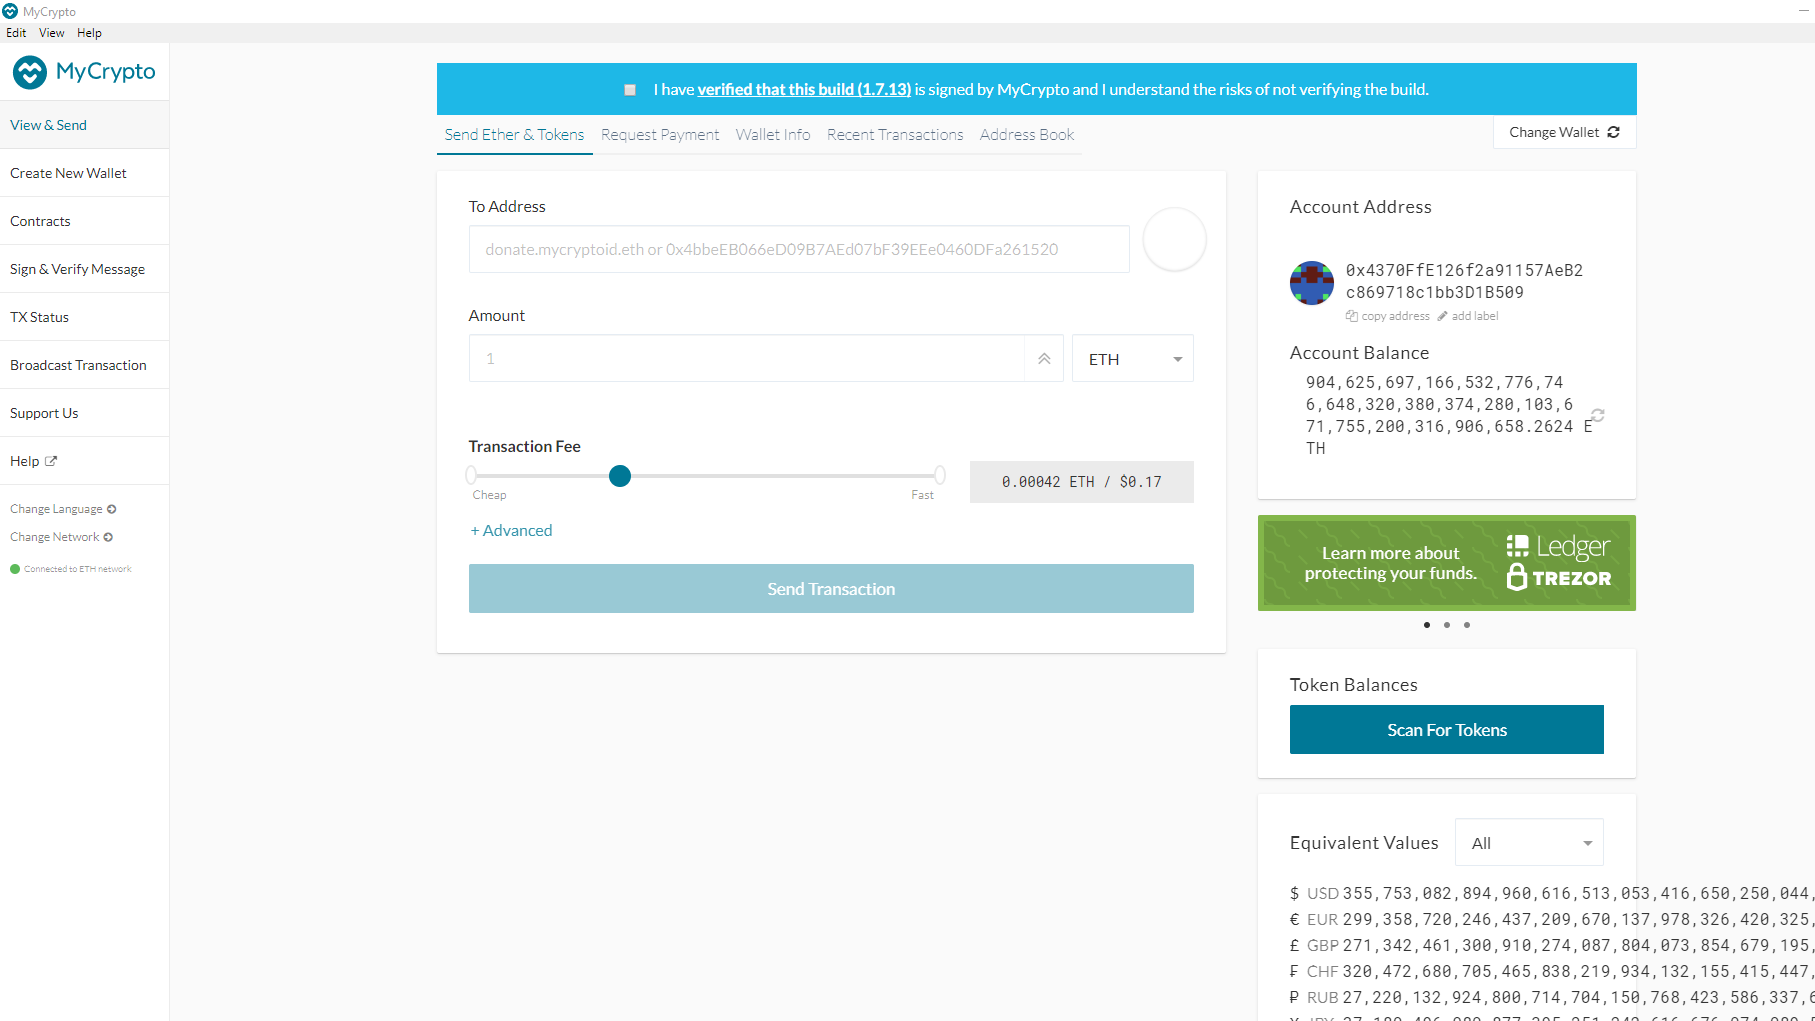 MyCrypto
Edit View Help
MyCrypto
View & Send
Create New Wallet
Contracts
Sign & Verify Message
TX Status
Broadcast Transaction
Support Us
Help
Change Language
Change Network
Connected to ETH network
I have verified that this build (1.7.13) is signed by MyCrypto and I understand the risks of not verifying the build.
Send Ether & Tokens Request Payment Wallet Info Recent Transactions Address Book
Change Wallet
To Address
donate.mycryptoid.eth or 0x4bbeEB066eD09B7AEd07bF39EEe0460DFa261520
Amount
1
ETH
Transaction Fee
Cheap
Fast
0.00042 ETH / $0.17
+ Advanced
Send Transaction
Account Address
0x4370FfE126f2a91157AeB2
c869718c1bb3D1B509
copy address add label
Account Balance
904,625,697,166,532,776,74
6,648,320,380,374,280,103,6
71,755,200,316,906,658.2624 E
TH
Learn more about
protecting your funds.
Ledger
TREZOR
Token Balances
Scan For Tokens
Equivalent Values All
$ USD 355,753,082,894,960,616,513,053,416,650,250,044,
€ EUR 299,358,720,246,437,209,670,137,978,326,420,325,
£ GBP 271,342,461,300,910,274,087,804,073,854,679,195,
₣ CHF 320,472,680,705,465,838,219,934,132,155,415,447,
₽ RUB 27,220,132,924,800,714,704,150,768,423,586,337,6